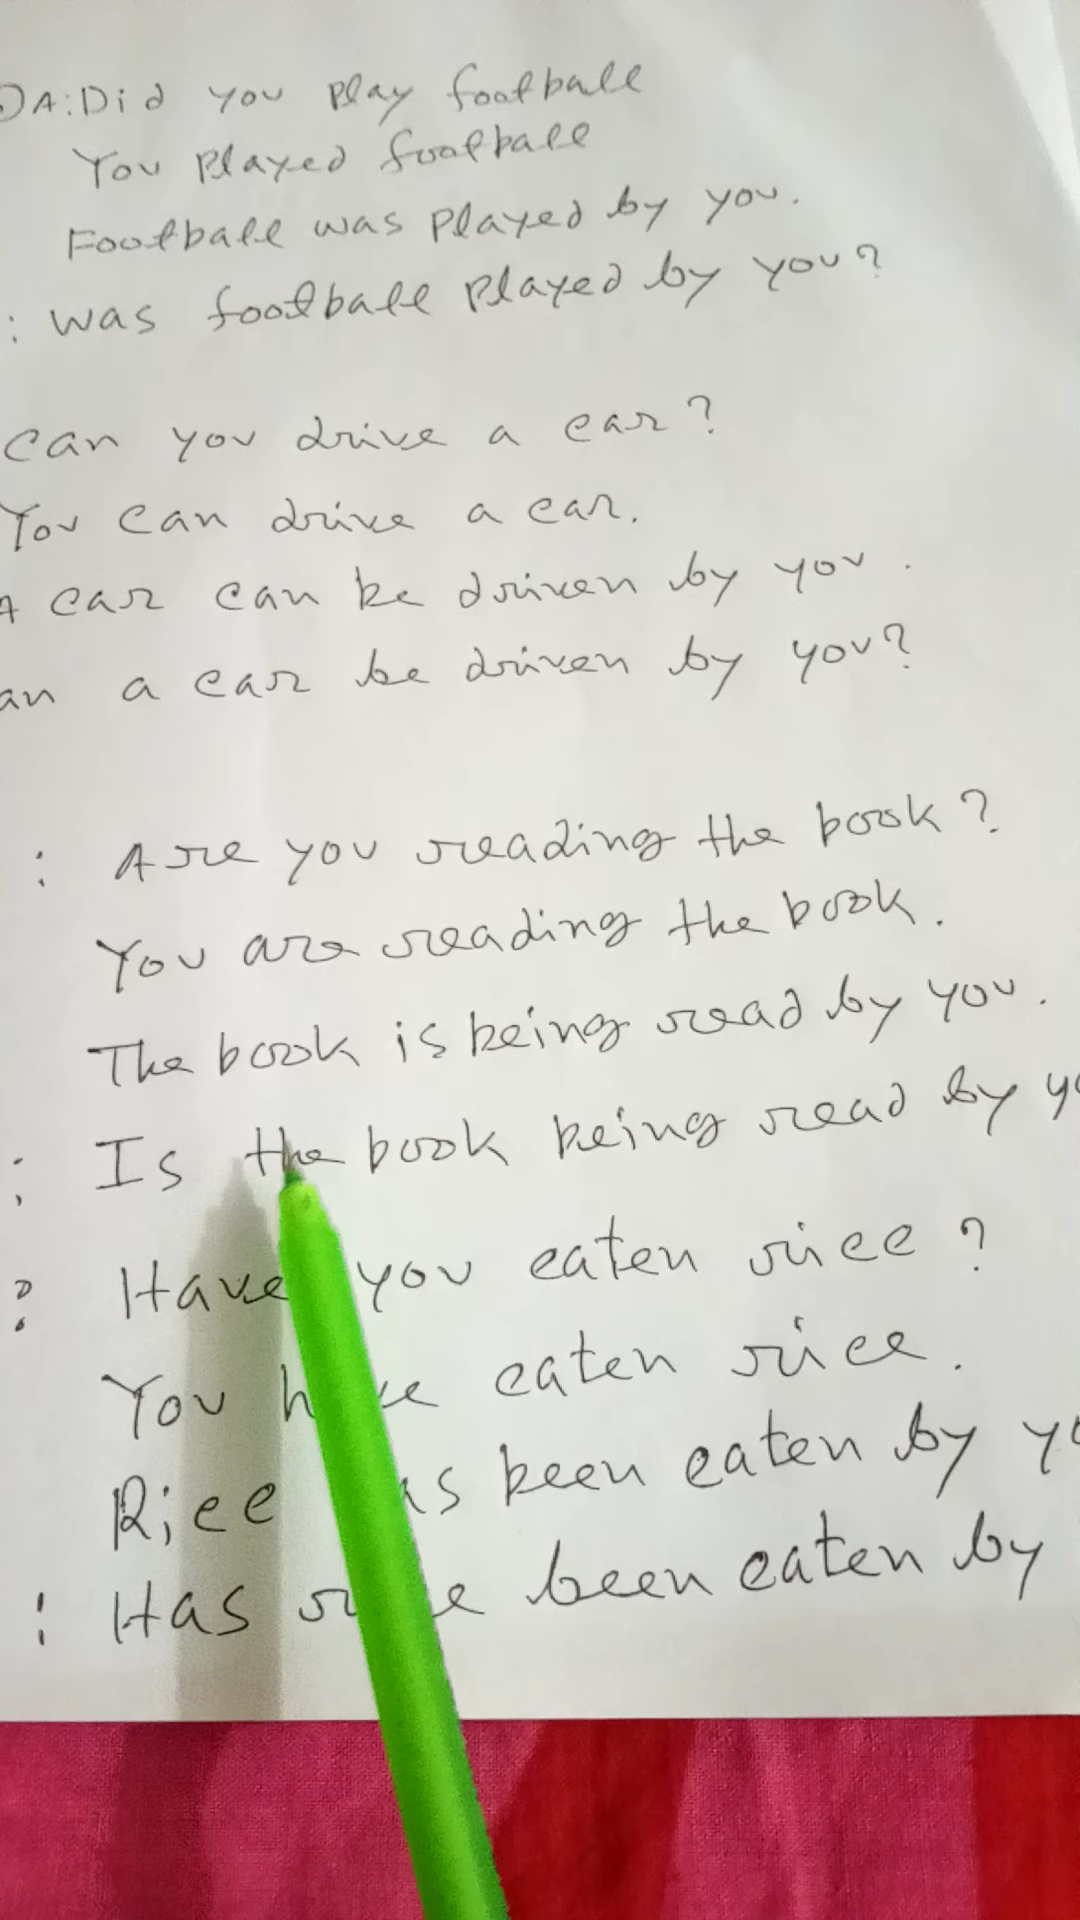 A: Did you play football
You played football
Football was played by you.
: Was football played by you?
Can you drive a car?
You can drive a car.
A car can be driven by you.
an a car be driven by you?
: Are you reading the book?
You are reading the book.
The book is being read by you.
: Is the book being read by
: Have you eaten rice?
You have eaten rice.
Rice been eaten by
: Has been eaten by